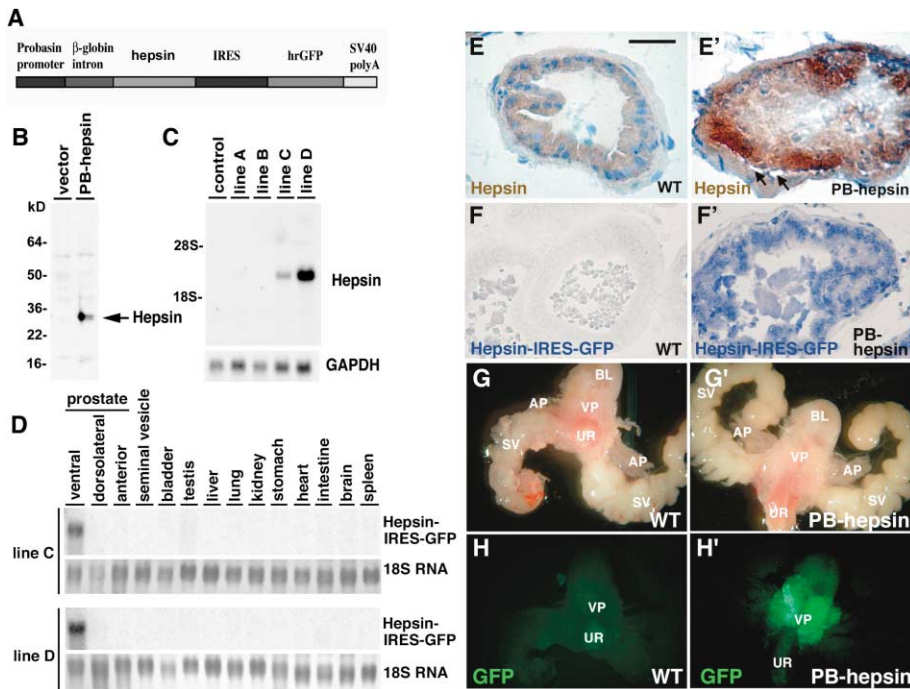 A
Probasin promoter
β-globin intron
hepsin
IRES
hrGFP
SV40 polyA
B
vector
PB-hepsin
kD
64-
50-
36-
22-
16-
Hepsin
C
control
line A
line B
line C
line D
28S-
18S-
Hepsin
GAPDH
D
prostate
ventral
dorsolateral
anterior
seminal vesicle
bladder
testis
liver
lung
kidney
stomach
heart
intestine
brain
spleen
line C
Hepsin-
IRES-GFP
18S RNA
line D
Hepsin-
IRES-GFP
18S RNA
E
Hepsin
WT
E'
Hepsin
PB-hepsin
F
Hepsin-IRES-GFP
WT
F'
Hepsin-IRES-GFP
PB-
hepsin
G
BL
AP
VP
SV
UR
AP
SV
WT
G'
SV
BL
AP
VP
AP
SV
UR
PB-hepsin
H
VP
UR
GFP
WT
H'
VP
UR
GFP
PB-hepsin